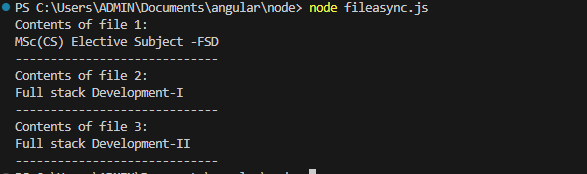 PS C:\Users\ADMIN\Documents\angular\node> node fileasync.js
Contents of file 1:
MSc(CS) Elective Subject -FSD
----------------------------
Contents of file 2:
Full stack Development-I
----------------------------
Contents of file 3:
Full stack Development-II
----------------------------